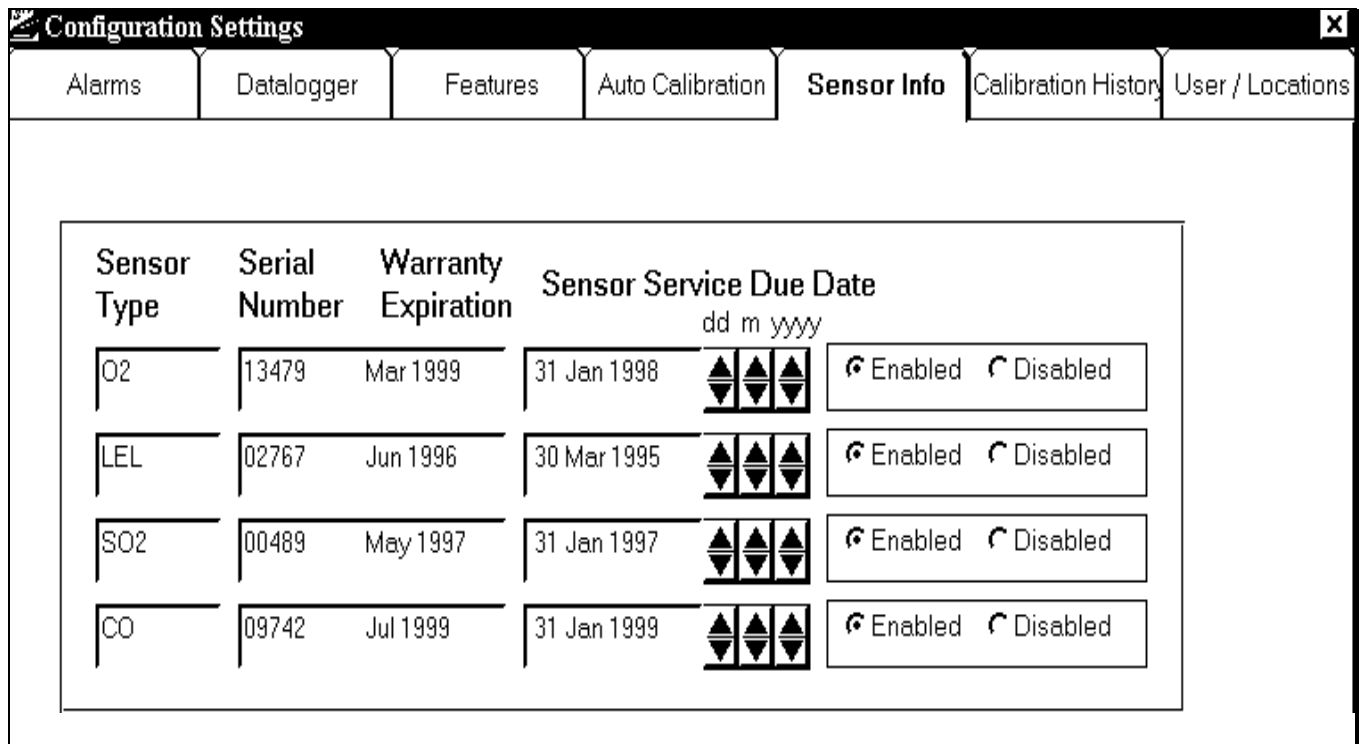 Configuration Settings
Alarms Datalogger Features Auto Calibration Sensor Info Calibration History User / Locations
Sensor Type Serial Number Warranty Expiration Sensor Service Due Date
dd m yyyy
O2 13479 Mar 1999 31 Jan 1998 Enabled Disabled
LEL 02767 Jun 1996 30 Mar 1995 Enabled Disabled
SO2 00489 May 1997 31 Jan 1997 Enabled Disabled
CO 09742 Jul 1999 31 Jan 1999 Enabled Disabled